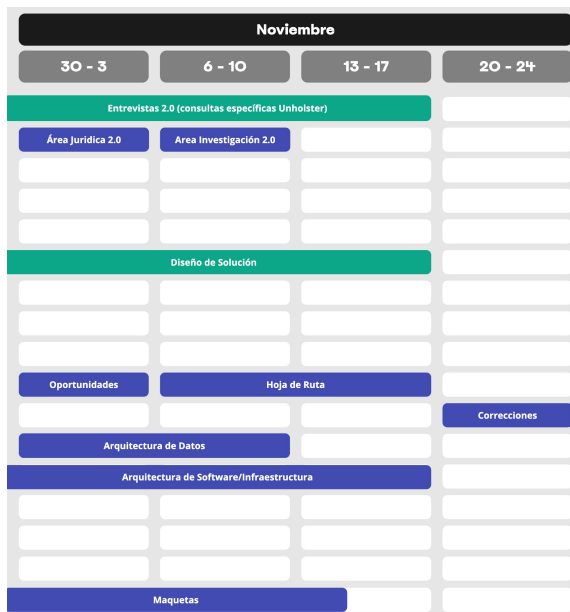 Noviembre
30 - 3
6 - 10
13 - 17
20 - 24
Entrevistas 2.0 (consultas específicas Unholster)
Área Juridica 2.0
Area Investigación 2.0
Diseño de Solución
Oportunidades
Hoja de Ruta
Correcciones
Arquitectura de Datos
Arquitectura de Software/Infraestructura
Maquetas